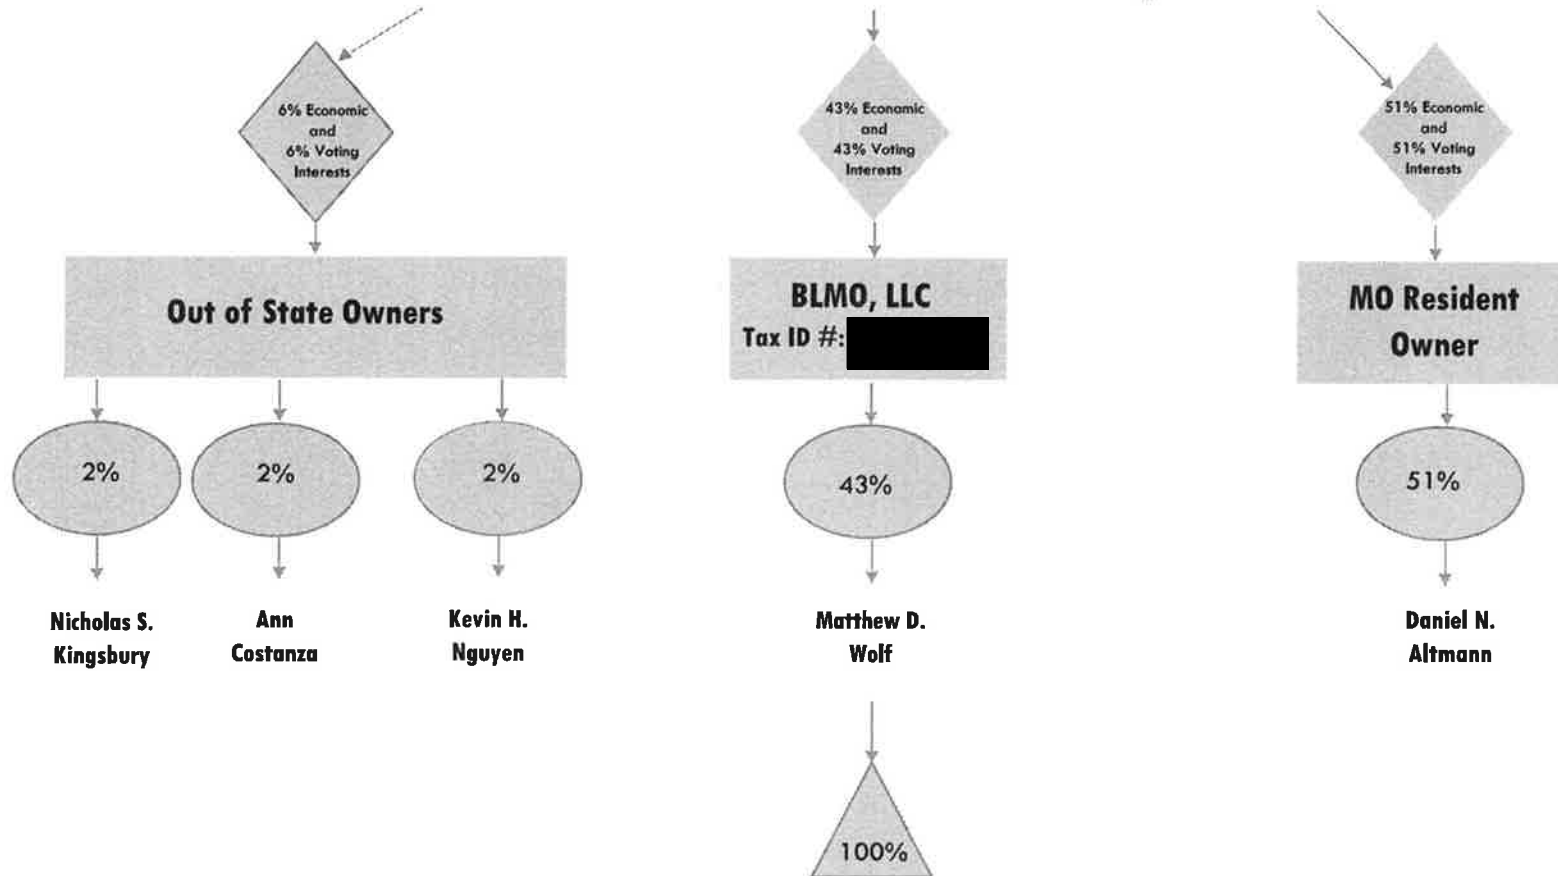 6% Economic
and
6% Voting
Interests
43% Economic
and
43% Voting
Interests
51% Economic
and
51% Voting
Interests
Out of State Owners
BLMO, LLC
Tax ID #:
MO Resident
Owner
2%
2%
2%
43%
51%
Nicholas S.
Kingsbury
Ann
Costanza
Kevin H.
Nguyen
Matthew D.
Wolf
Daniel N.
Altmann
100%